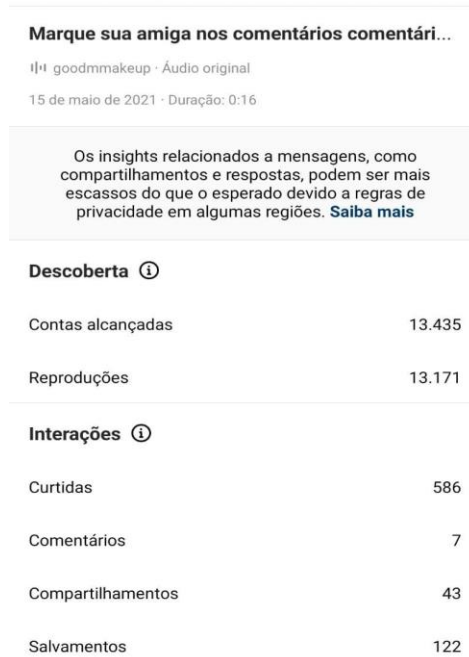 Marque sua amiga nos comentários comentári...
goodmmakeup · Áudio original
15 de maio de 2021 · Duração: 0:16
Os insights relacionados a mensagens, como
compartilhamentos e respostas, podem ser mais
escassos do que o esperado devido a regras de
privacidade em algumas regiões. Saiba mais
Descoberta
Contas alcançadas 13.435
Reproduções 13.171
Interações
Curtidas 586
Comentários 7
Compartilhamentos 43
Salvamentos 122